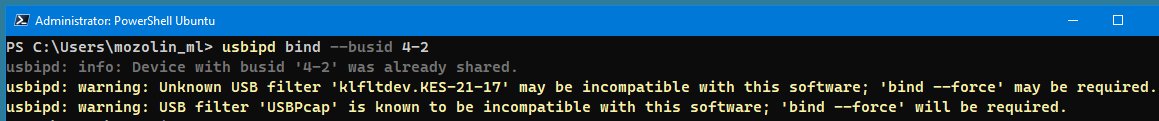 Administrator: PowerShell Ubuntu
PS C:\Users\mozolin_ml> usbipd bind --busid 4-2
usbipd: info: Device with busid '4-2' was already shared.
usbipd: warning: Unknown USB filter 'klfltdev.KES-21-17' may be incompatible with this software; 'bind --force' may be required.
usbipd: warning: USB filter 'USBPcap' is known to be incompatible with this software; 'bind --force' will be required.